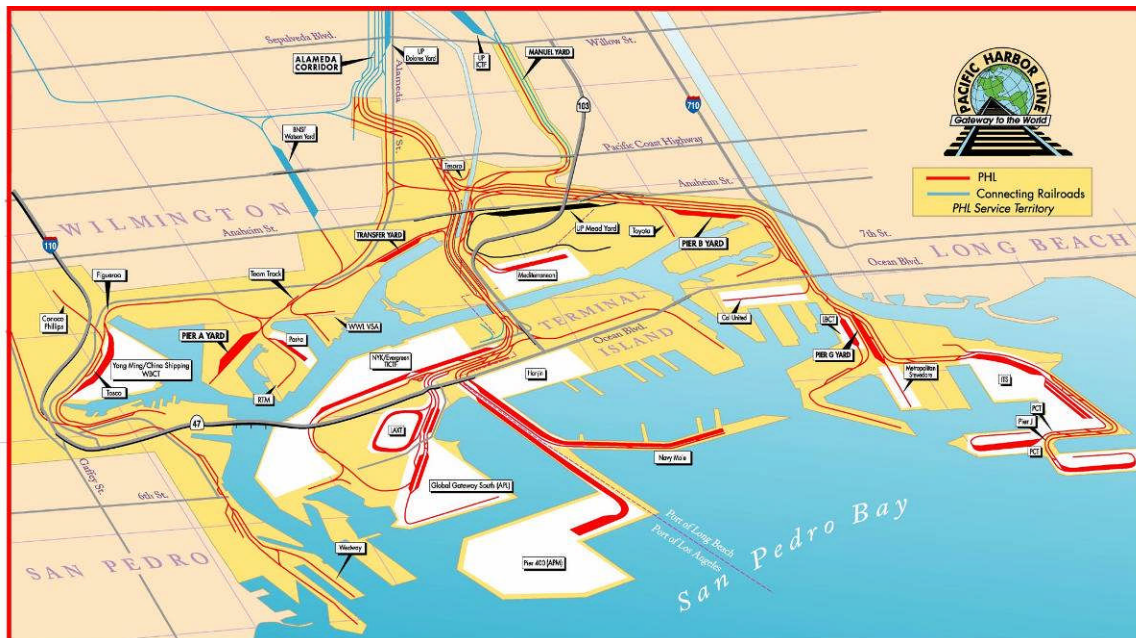 Sepulveda Blvd.
Willow St.
ALAMEDA
CORRIDOR
UP
Dolores Yard
UP
ICTF
MANUEL YARD
Alameda St.
103
710
PACIFIC HARBOR LINE
Gateway to the World
PHL
Connecting Railroads
PHL Service Territory
BNSF
Watson Yard
Pacific Coast Highway
Anaheim St.
WILMINGTON
Anaheim St.
TRANSFER YARD
UP Mead Yard
Toyota
PIER B YARD
7th St.
LONG BEACH
Ocean Blvd.
110
Figueroa
Team Track
Mediterranean
Conoco
Phillips
PIER A YARD
WWL VSA
Pasha
TERMINAL
ISLAND
Ocean Blvd.
Cal United
LBCT
PIER G YARD
Yang Ming/China Shipping
WBCT
NYK/Evergreen
TICTF
Hanjin
Metropolitan
Stevedore
ITS
Tosco
RTM
PCT
Pier J
PCT
47
LAXT
Navy Mole
Gaffey St.
6th St.
Global Gateway South (APL)
SAN PEDRO
Westway
Pier 400 (APM)
Port of Long Beach
Port of Los Angeles
San Pedro Bay